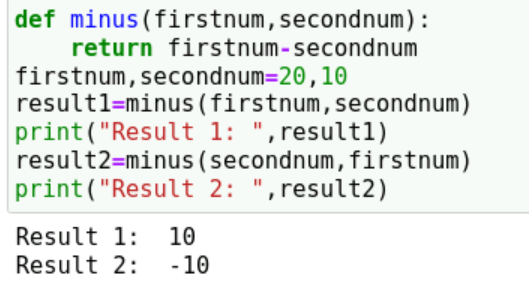 def minus(firstnum,secondnum):
    return firstnum-secondnum
firstnum,secondnum=20,10
result1=minus(firstnum,secondnum)
print("Result 1: ",result1)
result2=minus(secondnum,firstnum)
print("Result 2: ",result2)
Result 1:  10
Result 2:  -10